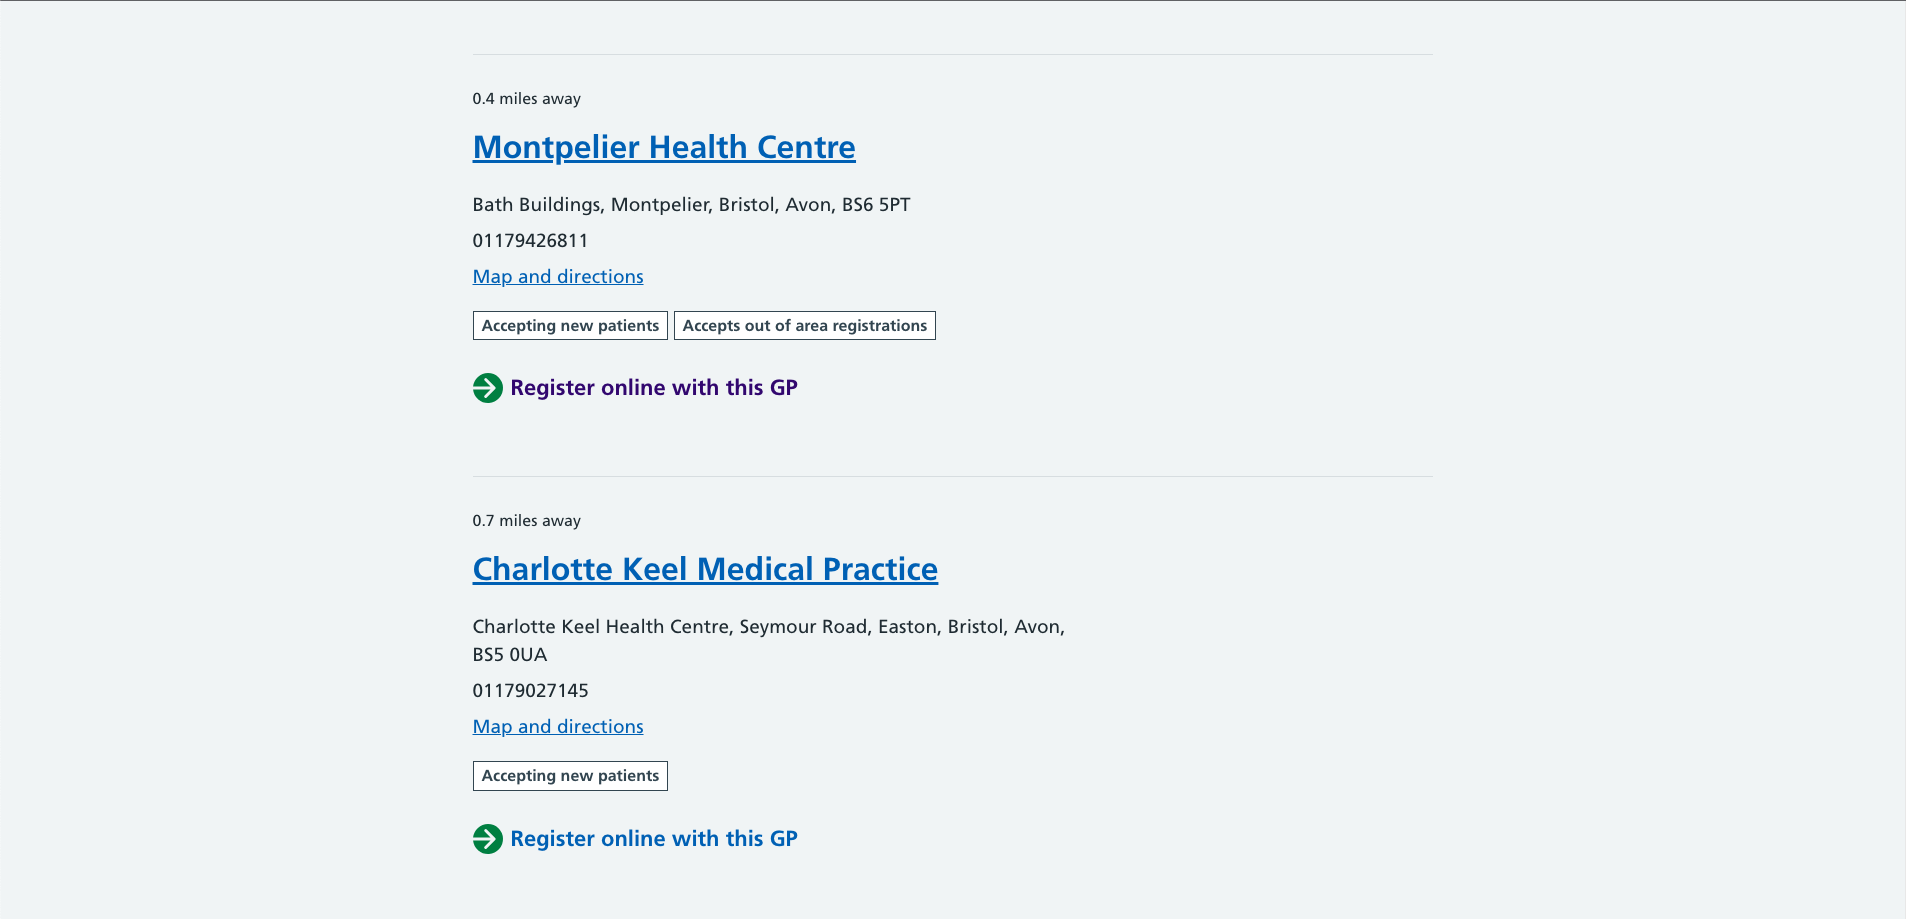 0.4 miles away
Montpelier Health Centre
Bath Buildings, Montpelier, Bristol, Avon, BS6 5PT
01179426811
Map and directions
Accepting new patients Accepts out of area registrations
Register online with this GP
0.7 miles away
Charlotte Keel Medical Practice
Charlotte Keel Health Centre, Seymour Road, Easton, Bristol, Avon,
BS5 0UA
01179027145
Map and directions
Accepting new patients
Register online with this GP